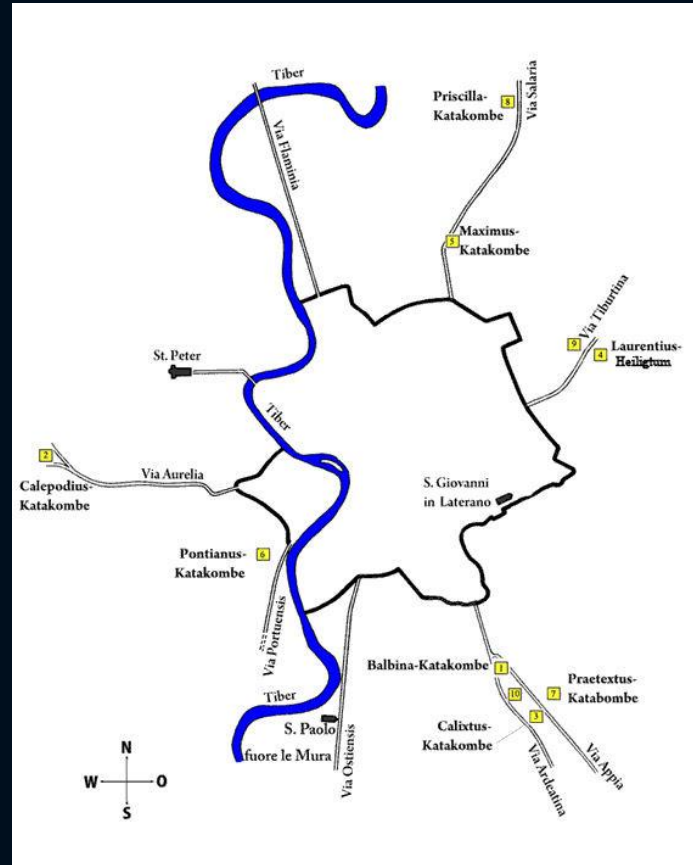 Tiber
Priscilla-
Katakombe
8
Via Salaria
Via Flaminia
Maximus-
Katakombe
5
Via Tiburtina
9
4
Laurentius-
Heiligtum
St. Peter
Tiber
2
Via Aurelia
Calepodius-
Katakombe
S. Giovanni
in Laterano
Pontianus-
Katakombe
6
Via Portuensis
Balbina-Katakombe
1
Praetextus-
Katabombe
7
10
3
Calixtus-
Katakombe
Via Ardeatina
Via Appia
Tiber
S. Paolo
fuore le Mura
Via Ostiensis
N
W
O
S